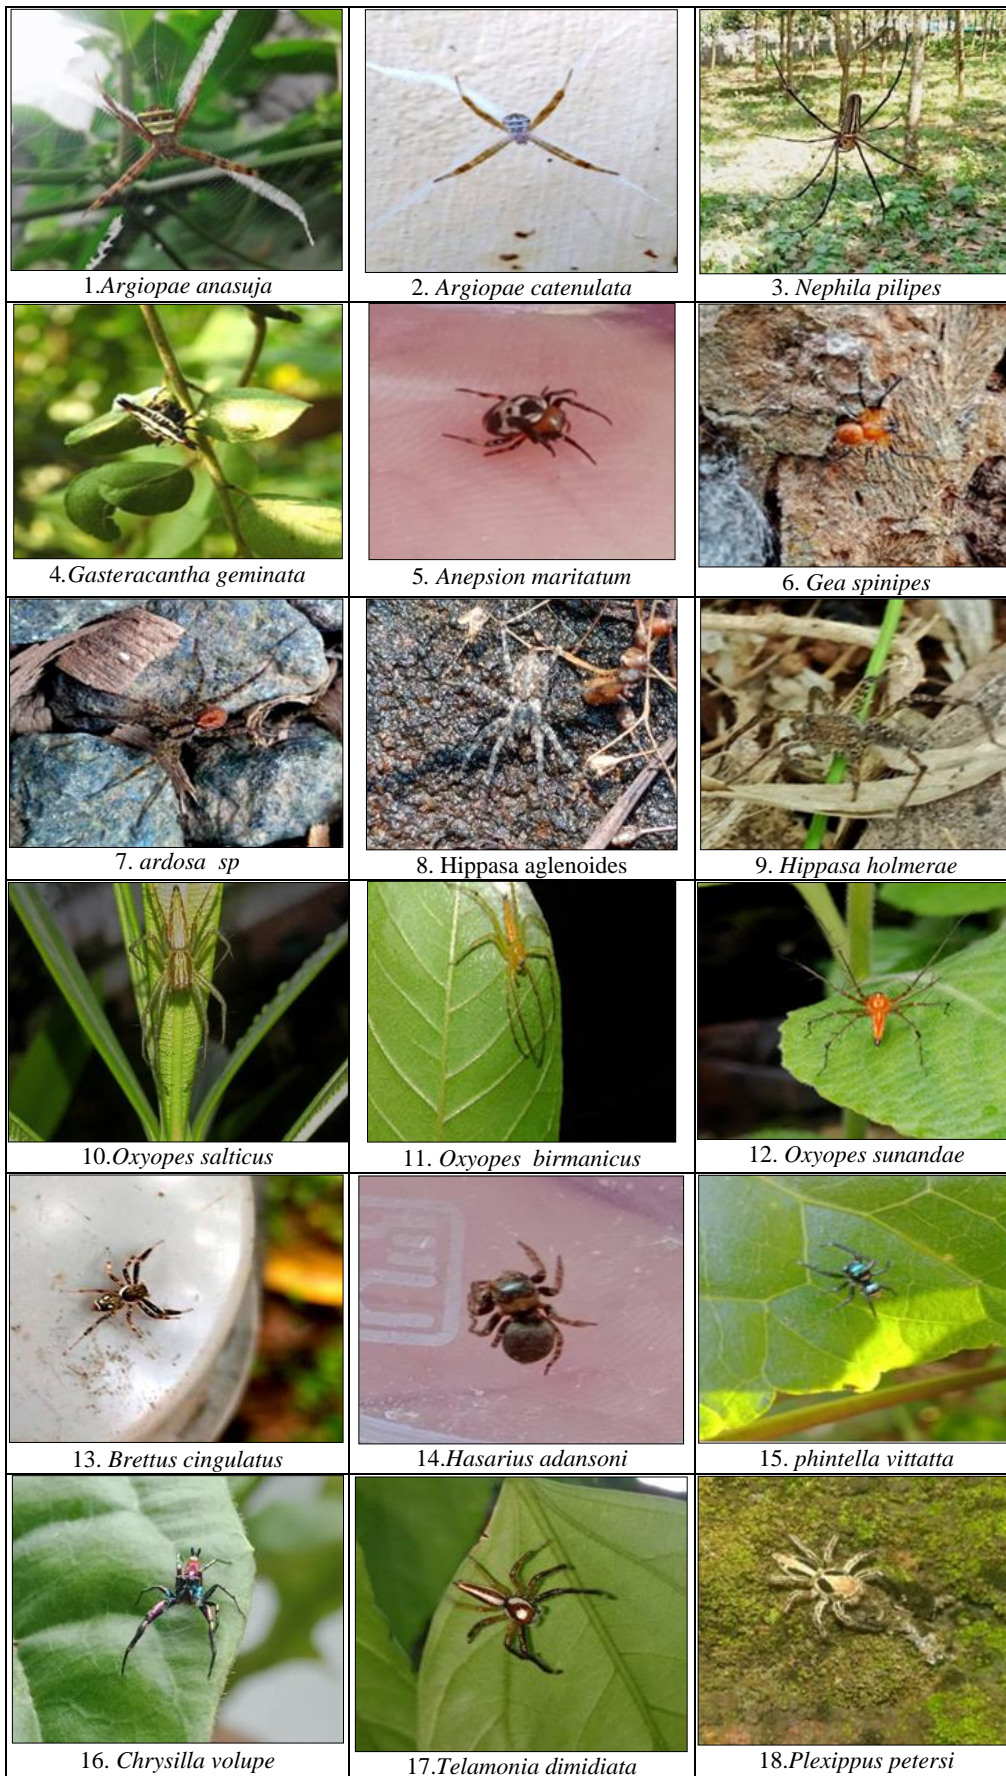 1.Argiopae anasuja
2. Argiopae catenulata
3. Nephila pilipes
4.Gasteracantha geminata
5. Anepsion maritatum
6. Gea spinipes
7. ardosa sp
8. Hippasa aglenoides
9. Hippasa holmerae
10.Oxyopes salticus
11. Oxyopes birmanicus
12. Oxyopes sunandae
13. Brettus cingulatus
14.Hasarius adansoni
15. phintella vittatta
16. Chrysilla volupe
17.Telamonia dimidiata
18.Plexippus petersi